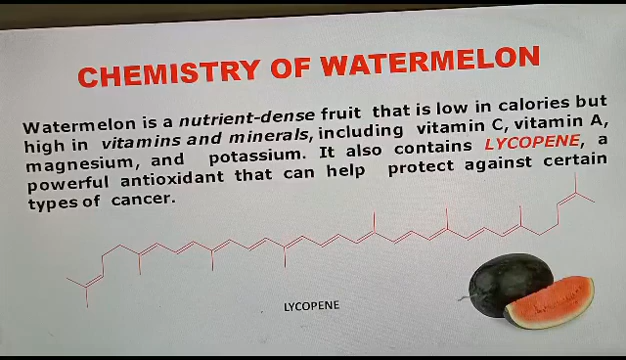 CHEMISTRY OF WATERMELON
Watermelon is a nutrient-dense fruit that is low in calories but
high in vitamins and minerals, including vitamin C, vitamin A,
magnesium, and potassium. It also contains LYCOPENE, a
powerful antioxidant that can help protect against certain
types of cancer.
LYCOPENE